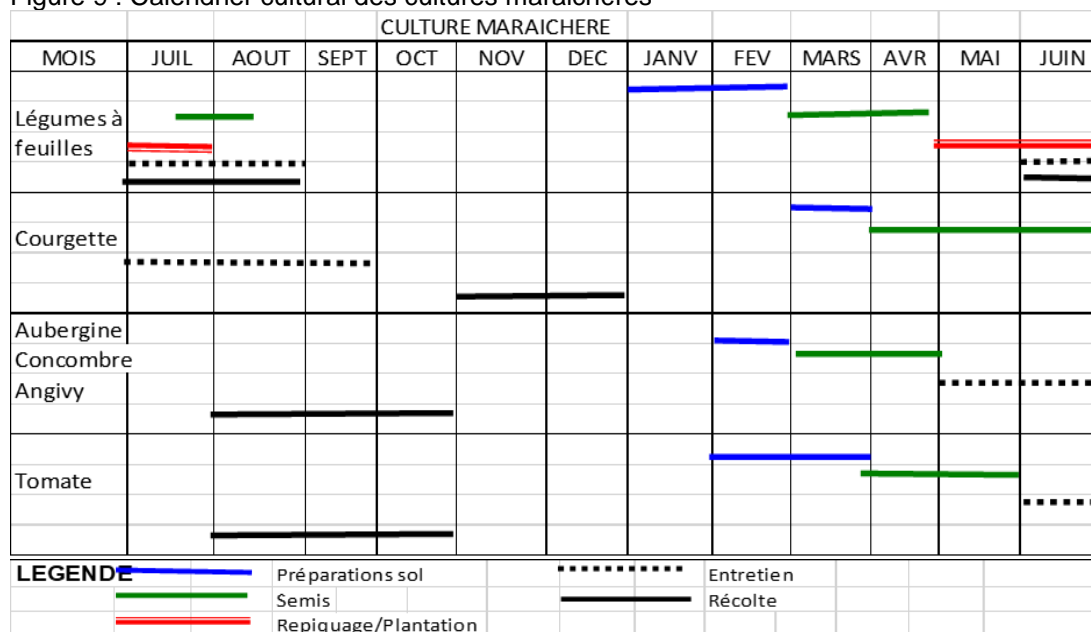 Figure 9 : Calendrier cultural des cultures maraîchères
CULTURE MARAICHERE
MOIS JUIL AOUT SEPT OCT NOV DEC JANV FEV MARS AVR MAI JUIN
Légumes à
feuilles
Courgette
Aubergine
Concombre
Angivy
Tomate
LEGENDE Préparations sol Entretien
Semis Récolte
Repiquage/Plantation